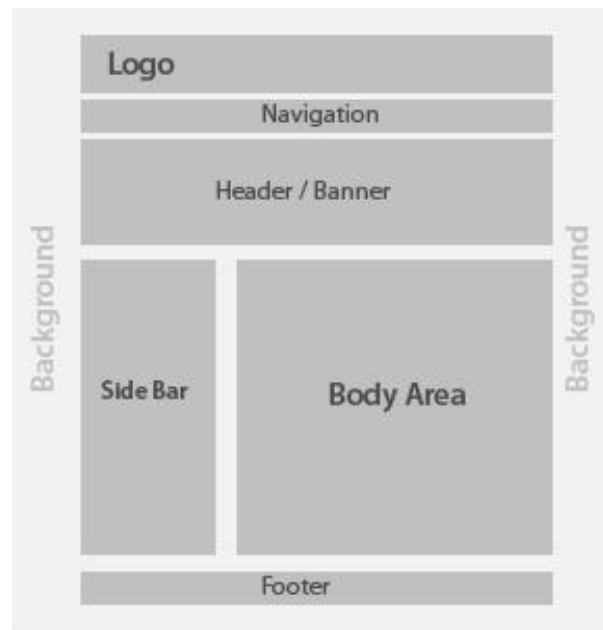 Logo
Navigation
Header / Banner
Background
Background
Side Bar
Body Area
Footer